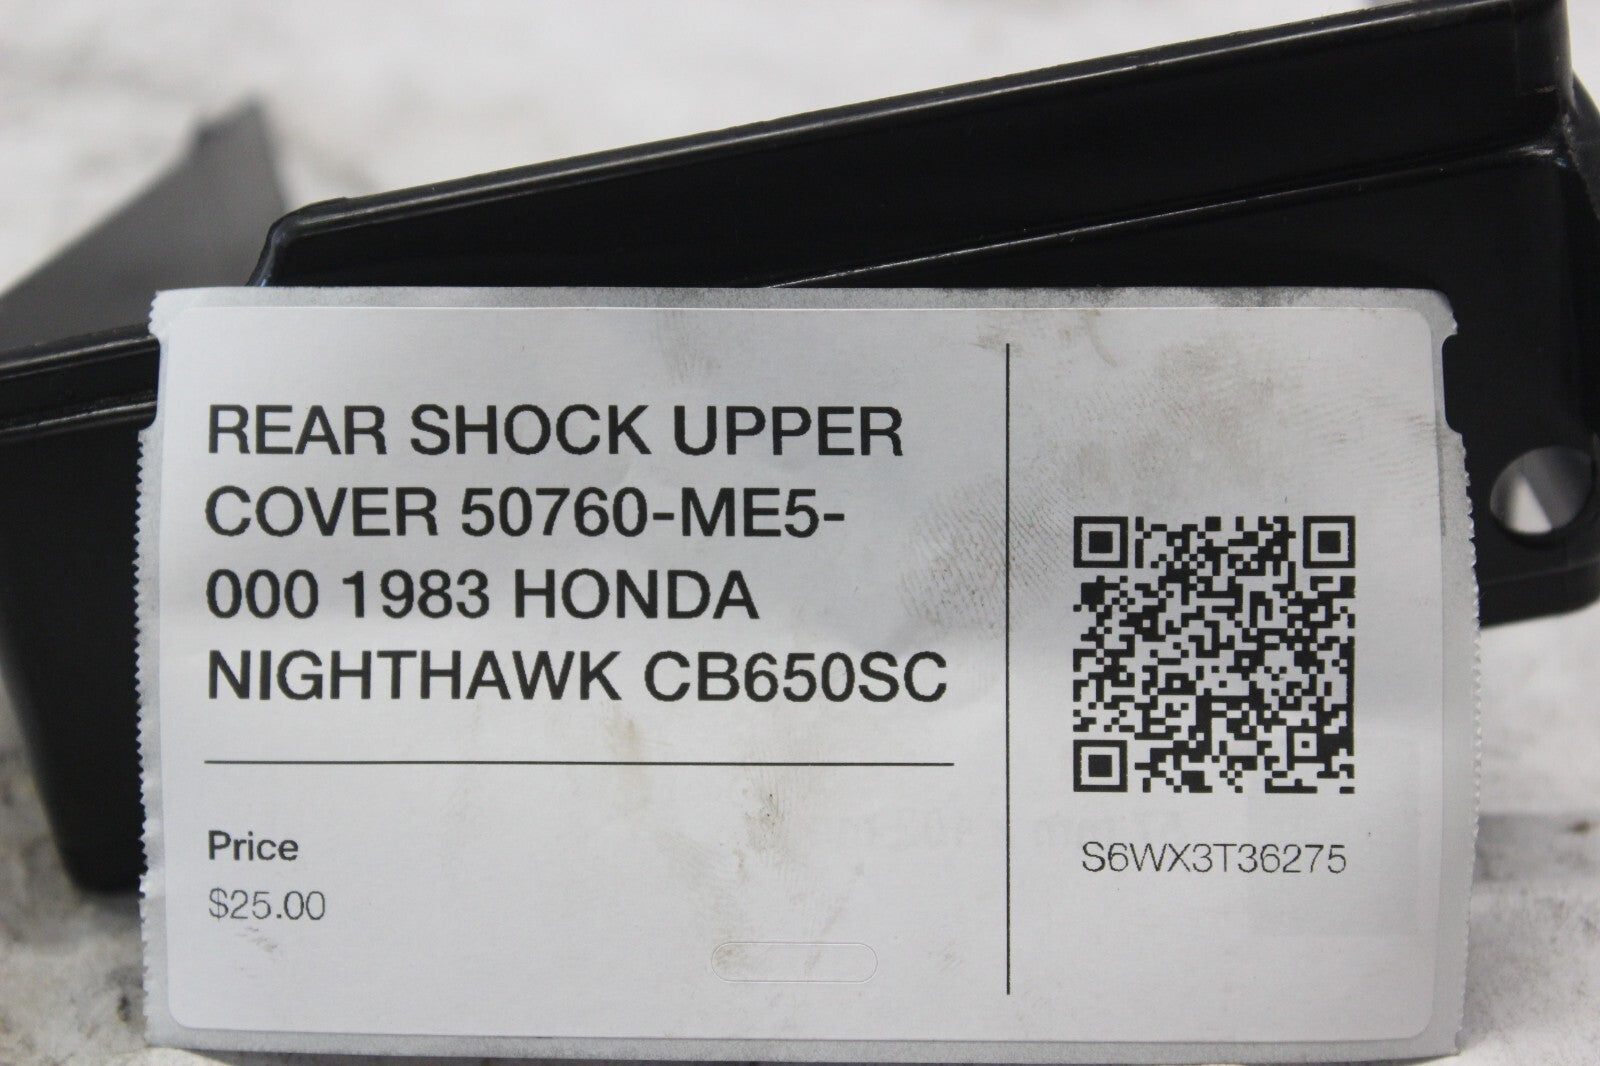 REAR SHOCK UPPER
COVER 50760-ME5-
000 1983 HONDA
NIGHTHAWK CB650SC
Price
$25.00
S6WX3T36275